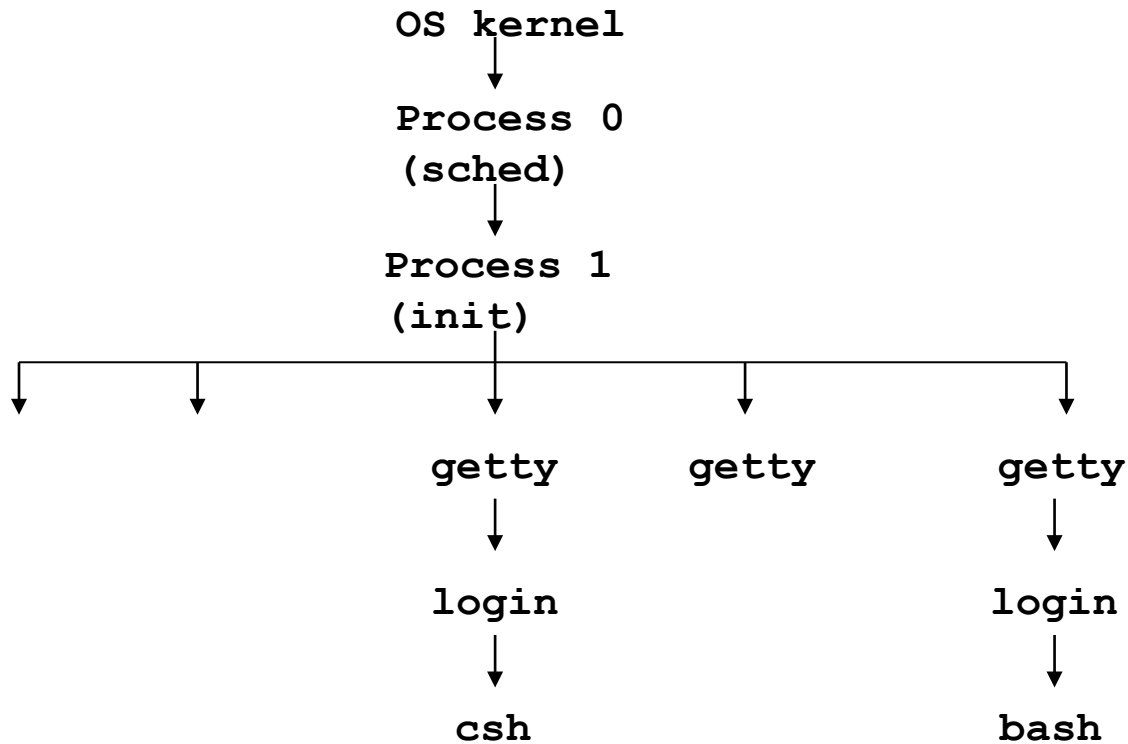 OS kernel
Process 0
(sched)
Process 1
(init)
getty getty getty
login login
csh bash